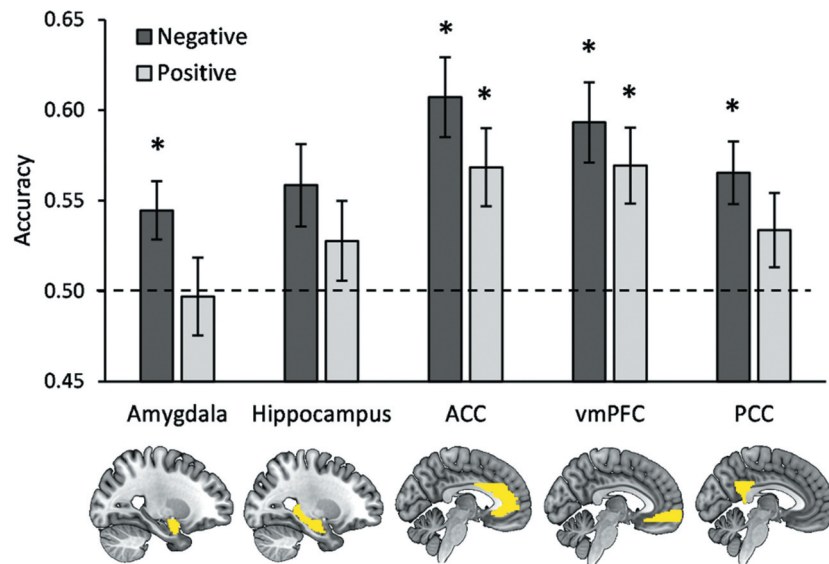 0.65
0.60
0.55
0.50
0.45
Accuracy
Negative
Positive
*
*
*
*
*
*
Amygdala Hippocampus ACC vmPFC PCC